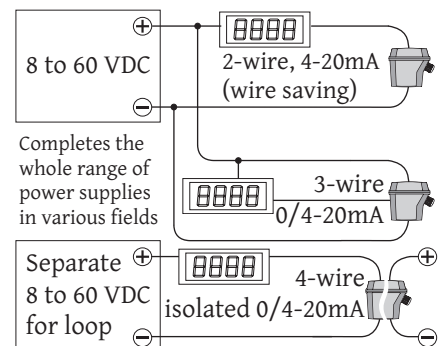 8 to 60 VDC
2-wire, 4-20mA
(wire saving)
Completes the
whole range of
power supplies
in various fields
3-wire
0/4-20mA
Separate
8 to 60 VDC
for loop
4-wire
isolated 0/4-20mA